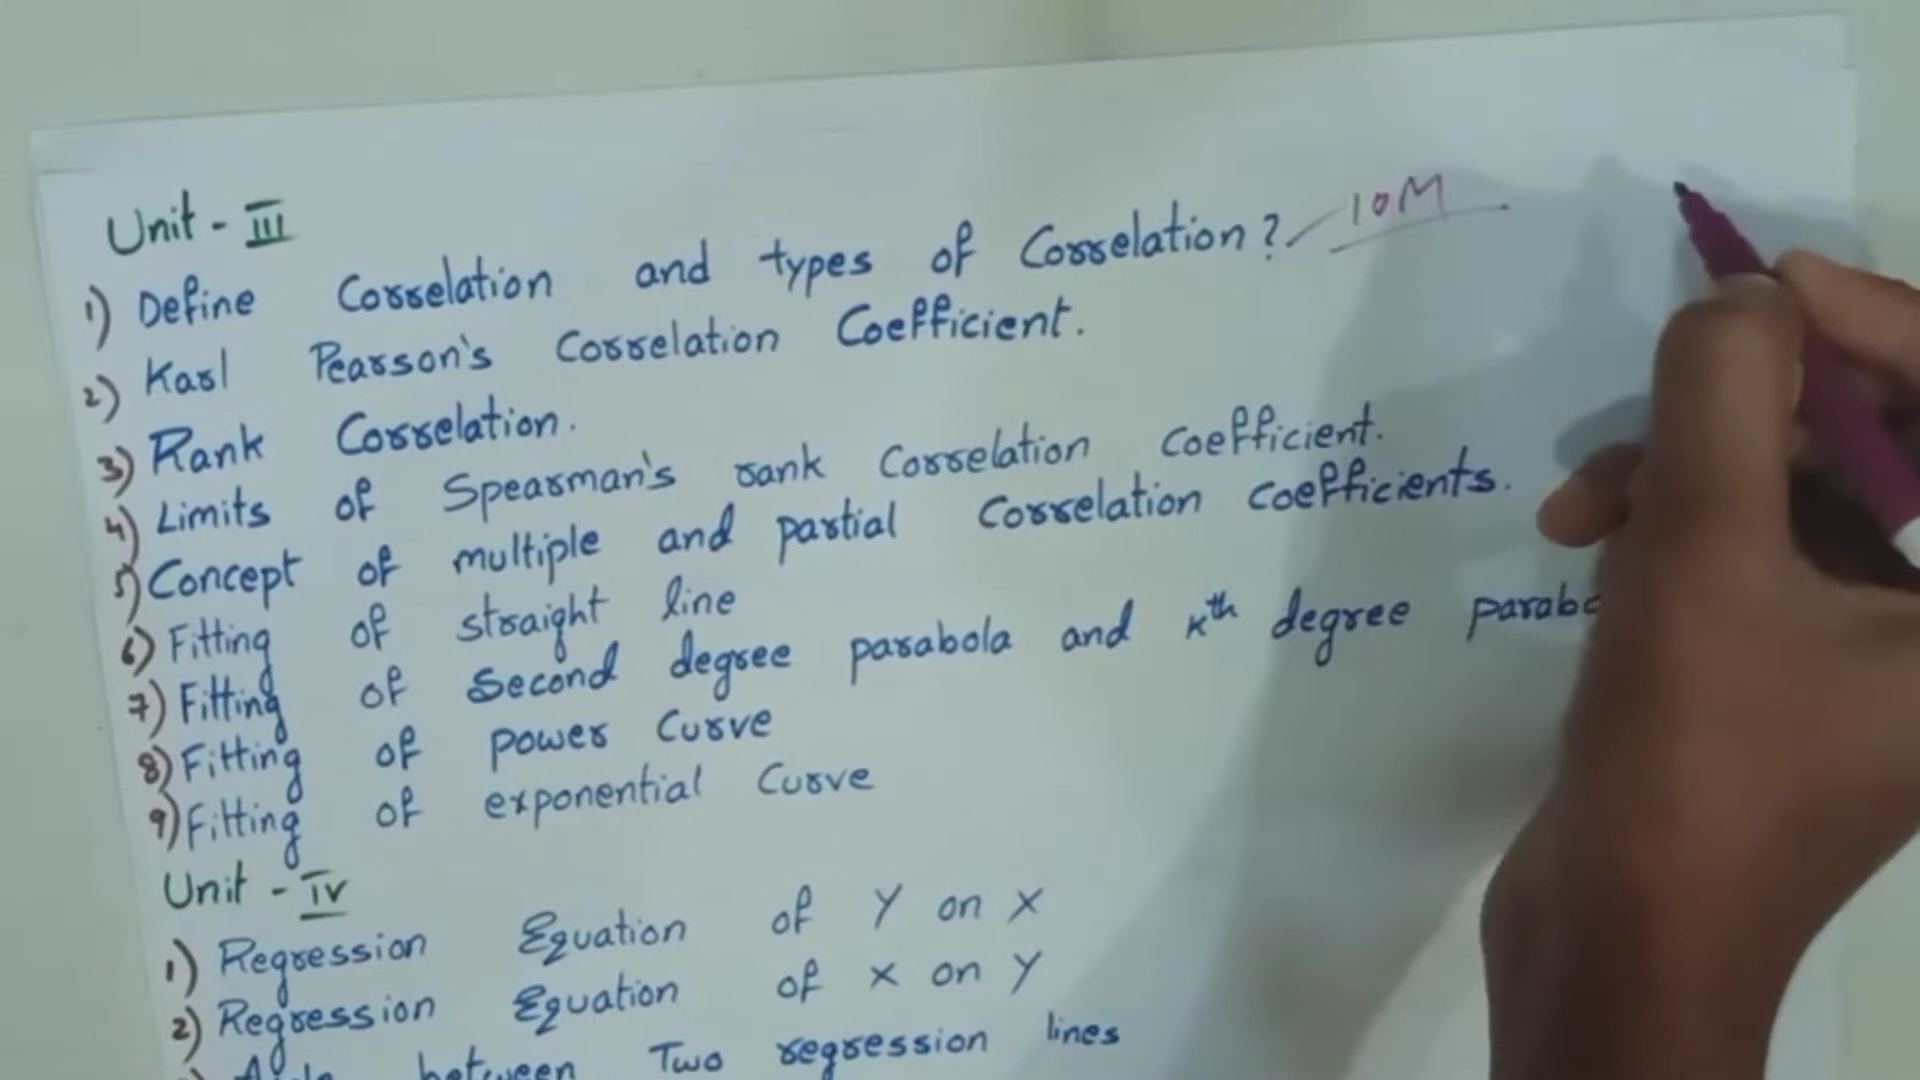 Unit - III
1) Define Correlation and types of Correlation? 10M
2) Karl Pearson's Correlation Coefficient.
3) Rank Correlation.
4) Limits of Spearman's rank Correlation coefficient.
5) Concept of multiple and partial Correlation coefficients.
6) Fitting of straight line
7) Fitting of Second degree parabola and Kth degree
8) Fitting of power Curve
9) Fitting of exponential Curve
Unit - IV
1) Regression Equation of Y on X
2) Regression Equation of X on Y
between Two regression lines